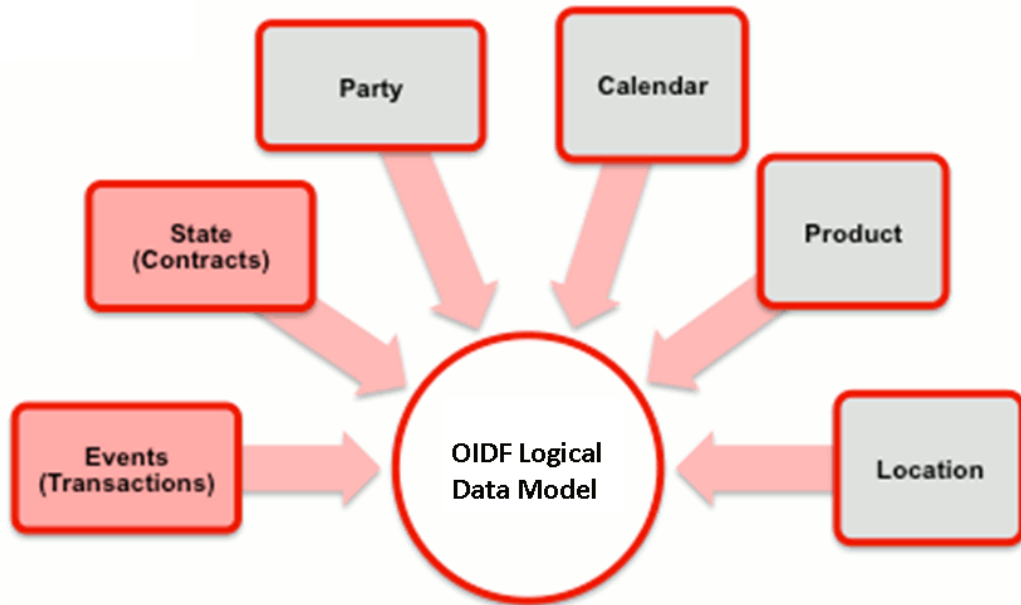 Party
Calendar
State
(Contracts)
Product
Events
(Transactions)
OIDF Logical
Data Model
Location